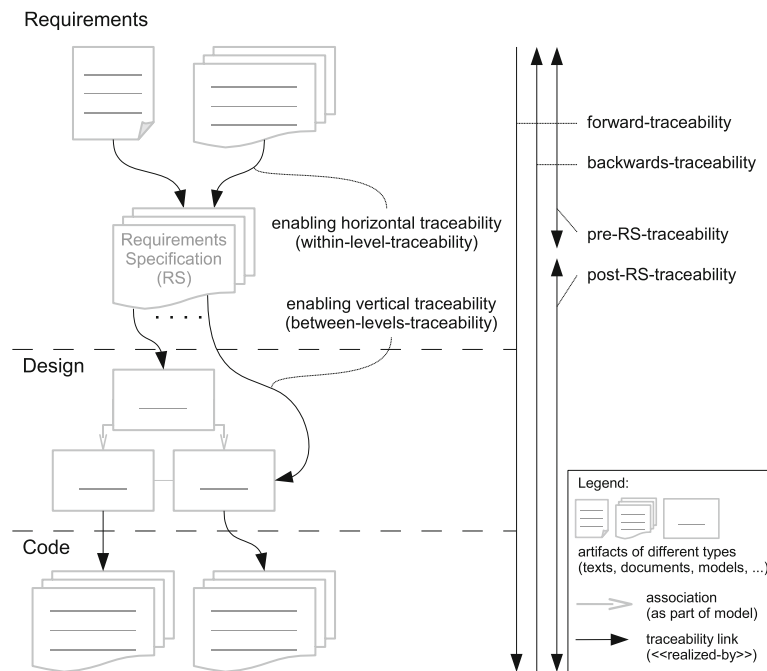 Requirements
forward-traceability
backwards-traceability
Requirements
Specification
(RS)
enabling horizontal traceability
(within-level-traceability)
pre-RS-traceability
post-RS-traceability
enabling vertical traceability
(between-levels-traceability)
Design
Code
Legend:
artifacts of different types
(texts, documents, models, ...)
association
(as part of model)
traceability link
(<<realized-by>>)